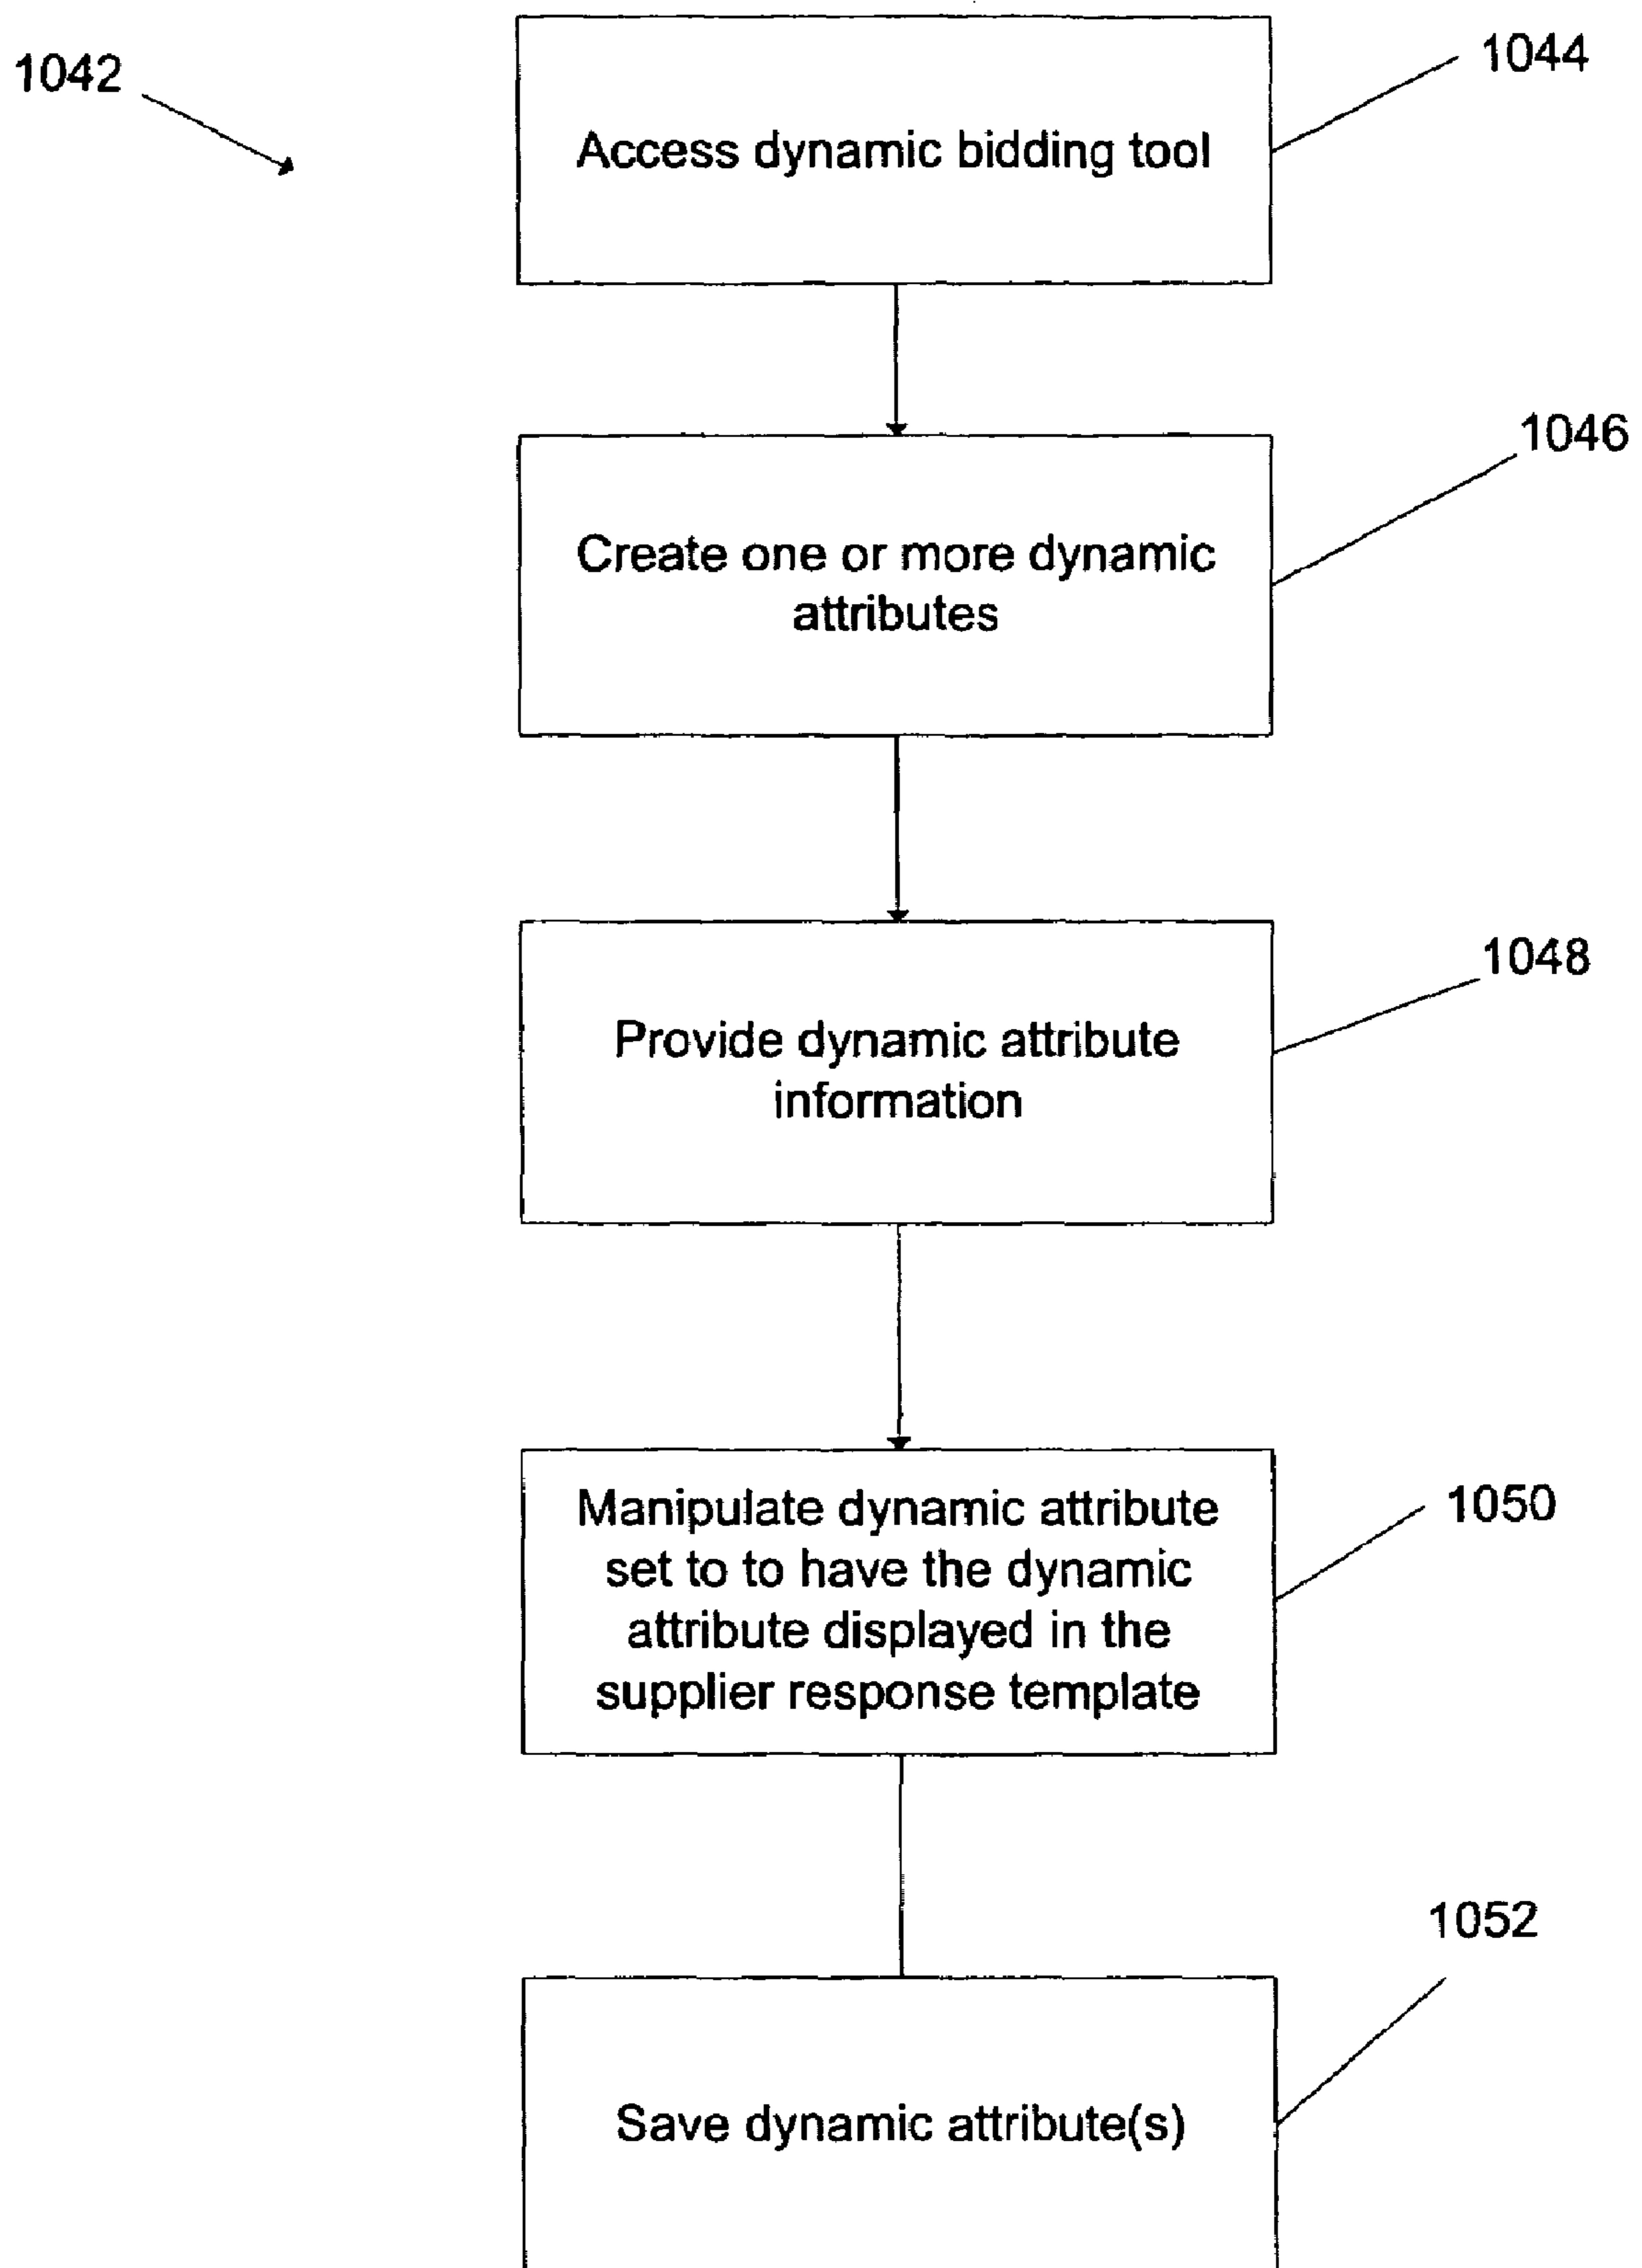 1042
1044
Access dynamic bidding tool
1046
Create one or more dynamic
attributes
1048
Provide dynamic attribute
information
1050
Manipulate dynamic attribute
set to to have the dynamic
attribute displayed in the
supplier response template
1052
Save dynamic attribute(s)